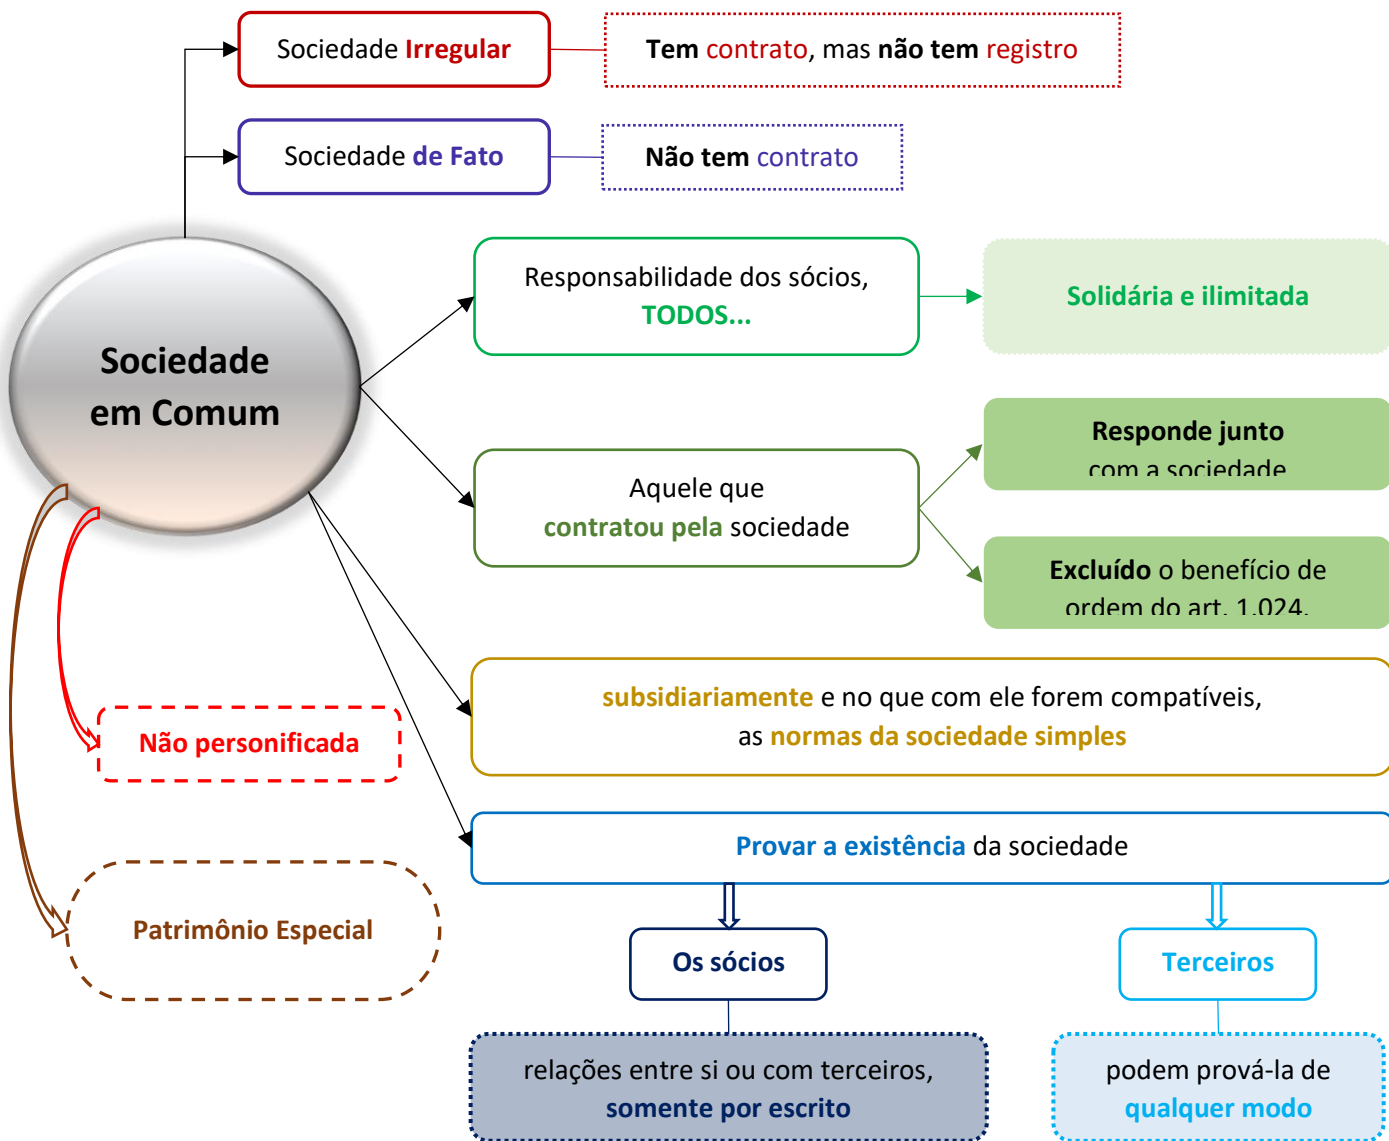 Sociedade Irregular
Tem contrato, mas não tem registro
Sociedade de Fato
Não tem contrato
Sociedade
em Comum
Responsabilidade dos sócios,
TODOS...
Solidária e ilimitada
Aquele que
contratou pela sociedade
Responde junto
com a sociedade
Excluído o benefício de
ordem do art. 1.024.
subsidiariamente e no que com ele forem compatíveis,
as normas da sociedade simples
Não personificada
Provar a existência da sociedade
Patrimônio Especial
Os sócios
Terceiros
relações entre si ou com terceiros,
somente por escrito
podem prová-la de
qualquer modo